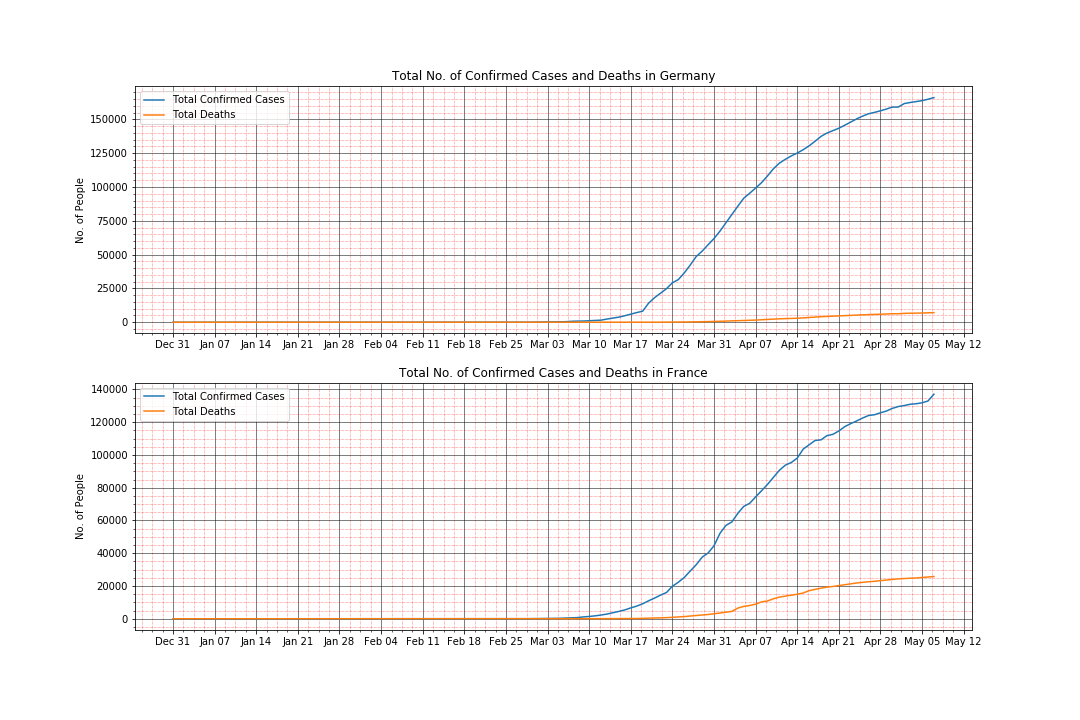 Total No. of Confirmed Cases and Deaths in Germany
Total Confirmed Cases
Total Deaths
No. of People
150000
125000
100000
75000
50000
25000
0
Dec 31 Jan 07 Jan 14 Jan 21 Jan 28 Feb 04 Feb 11 Feb 18 Feb 25 Mar 03 Mar 10 Mar 17 Mar 24 Mar 31 Apr 07 Apr 14 Apr 21 Apr 28 May 05 May 12
Total No. of Confirmed Cases and Deaths in France
Total Confirmed Cases
Total Deaths
No. of People
140000
120000
100000
80000
60000
40000
20000
0
Dec 31 Jan 07 Jan 14 Jan 21 Jan 28 Feb 04 Feb 11 Feb 18 Feb 25 Mar 03 Mar 10 Mar 17 Mar 24 Mar 31 Apr 07 Apr 14 Apr 21 Apr 28 May 05 May 12